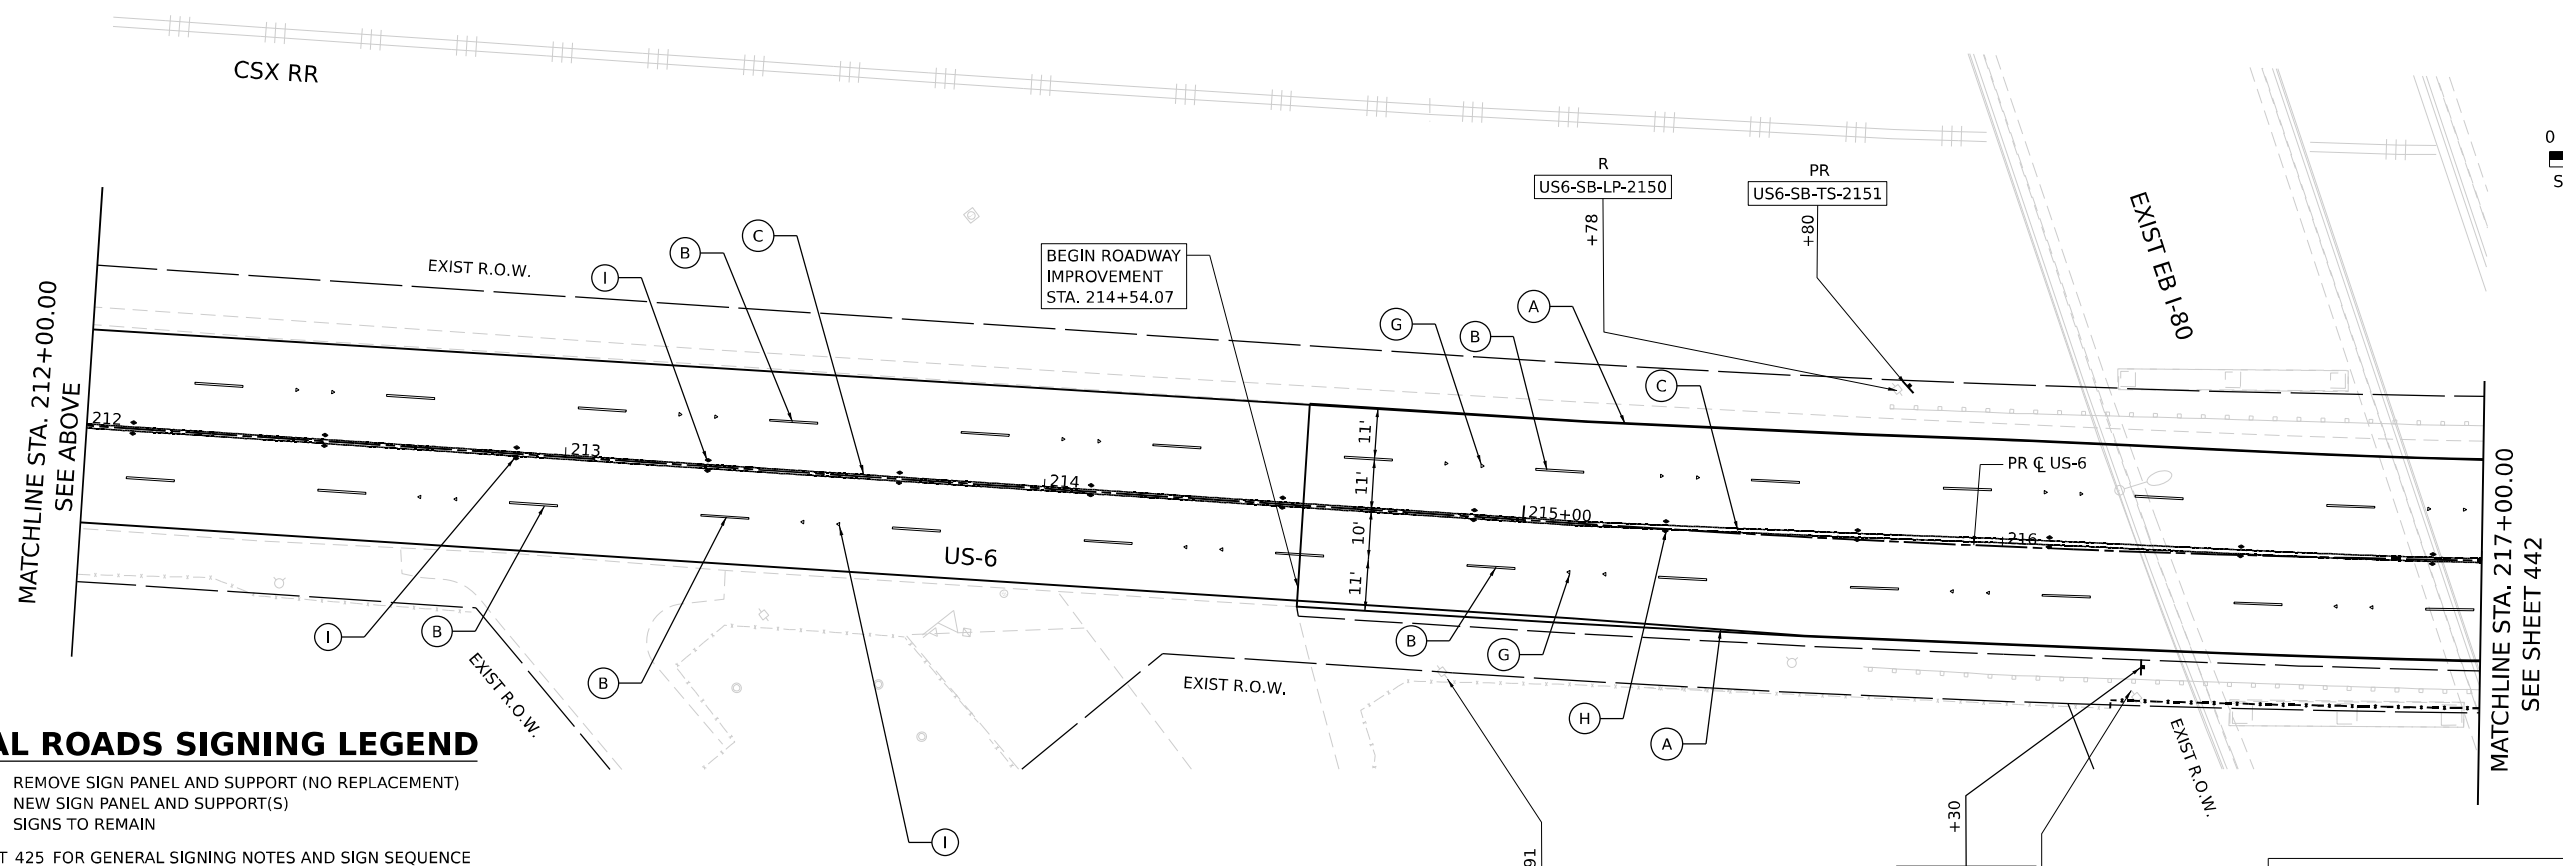 CSX RR
0
S
R
US6-SB-LP-2150
+78
PR
US6-SB-TS-2151
+80
EXIST EB I-80
MATCHLINE STA. 212+00.00
SEE ABOVE
EXIST R.O.W.
I
B
C
BEGIN ROADWAY
IMPROVEMENT
STA. 214+54.07
G
B
A
C
212
213
214
215+00
216
PR ℄ US-6
11'
11'
10'
11'
US-6
I
B
B
I
EXIST R.O.W.
EXIST R.O.W.
B
G
H
A
+30
91
EXIST R.O.W.
MATCHLINE STA. 217+00.00
SEE SHEET 442
AL ROADS SIGNING LEGEND
REMOVE SIGN PANEL AND SUPPORT (NO REPLACEMENT)
NEW SIGN PANEL AND SUPPORT(S)
SIGNS TO REMAIN
T 425 FOR GENERAL SIGNING NOTES AND SIGN SEQUENCE